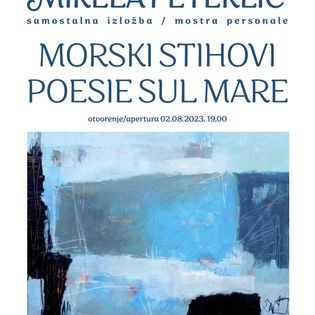 samostalna izložba / mostra personale
MORSKI STIHOVI
POESIE SUL MARE
otvorenje/apertura 02.08.2023. 19,00